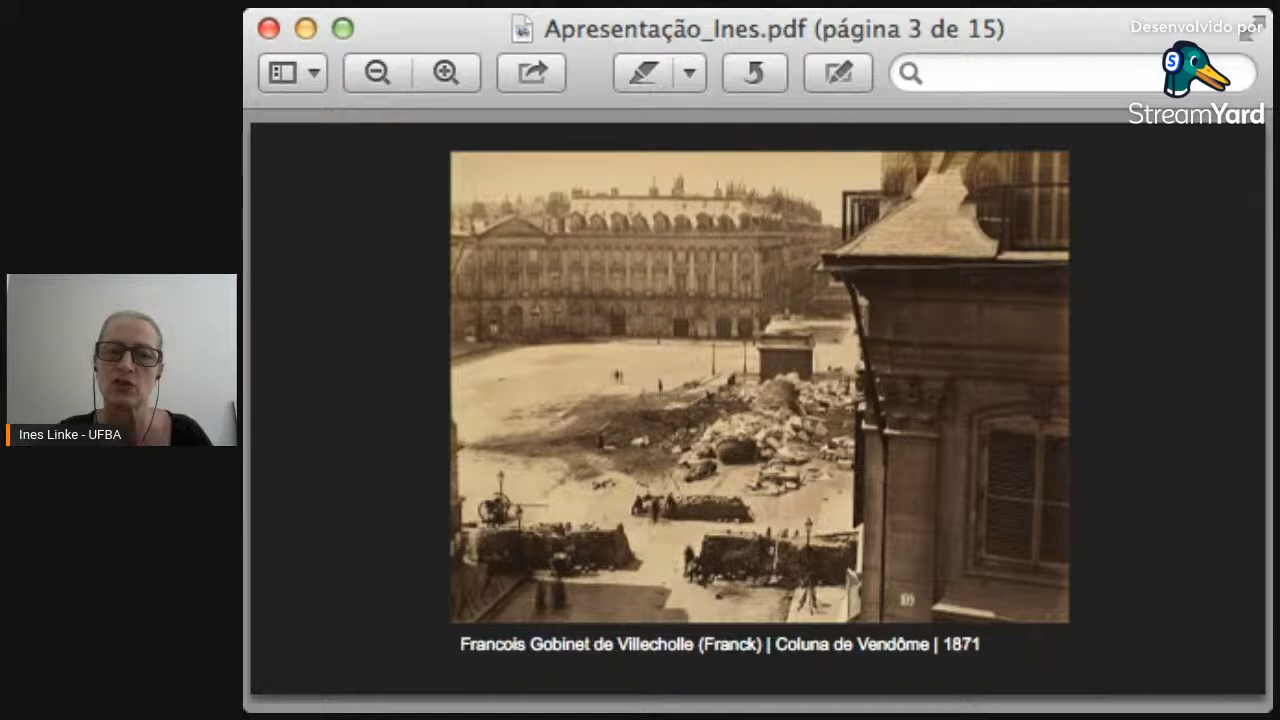 Apresentação_Ines.pdf (página 3 de 15)
Desenvolvido por
S
StreamYard
Ines Linke - UFBA
Francois Gobinet de Villecholle (Franck) | Coluna de Vendôme | 1871